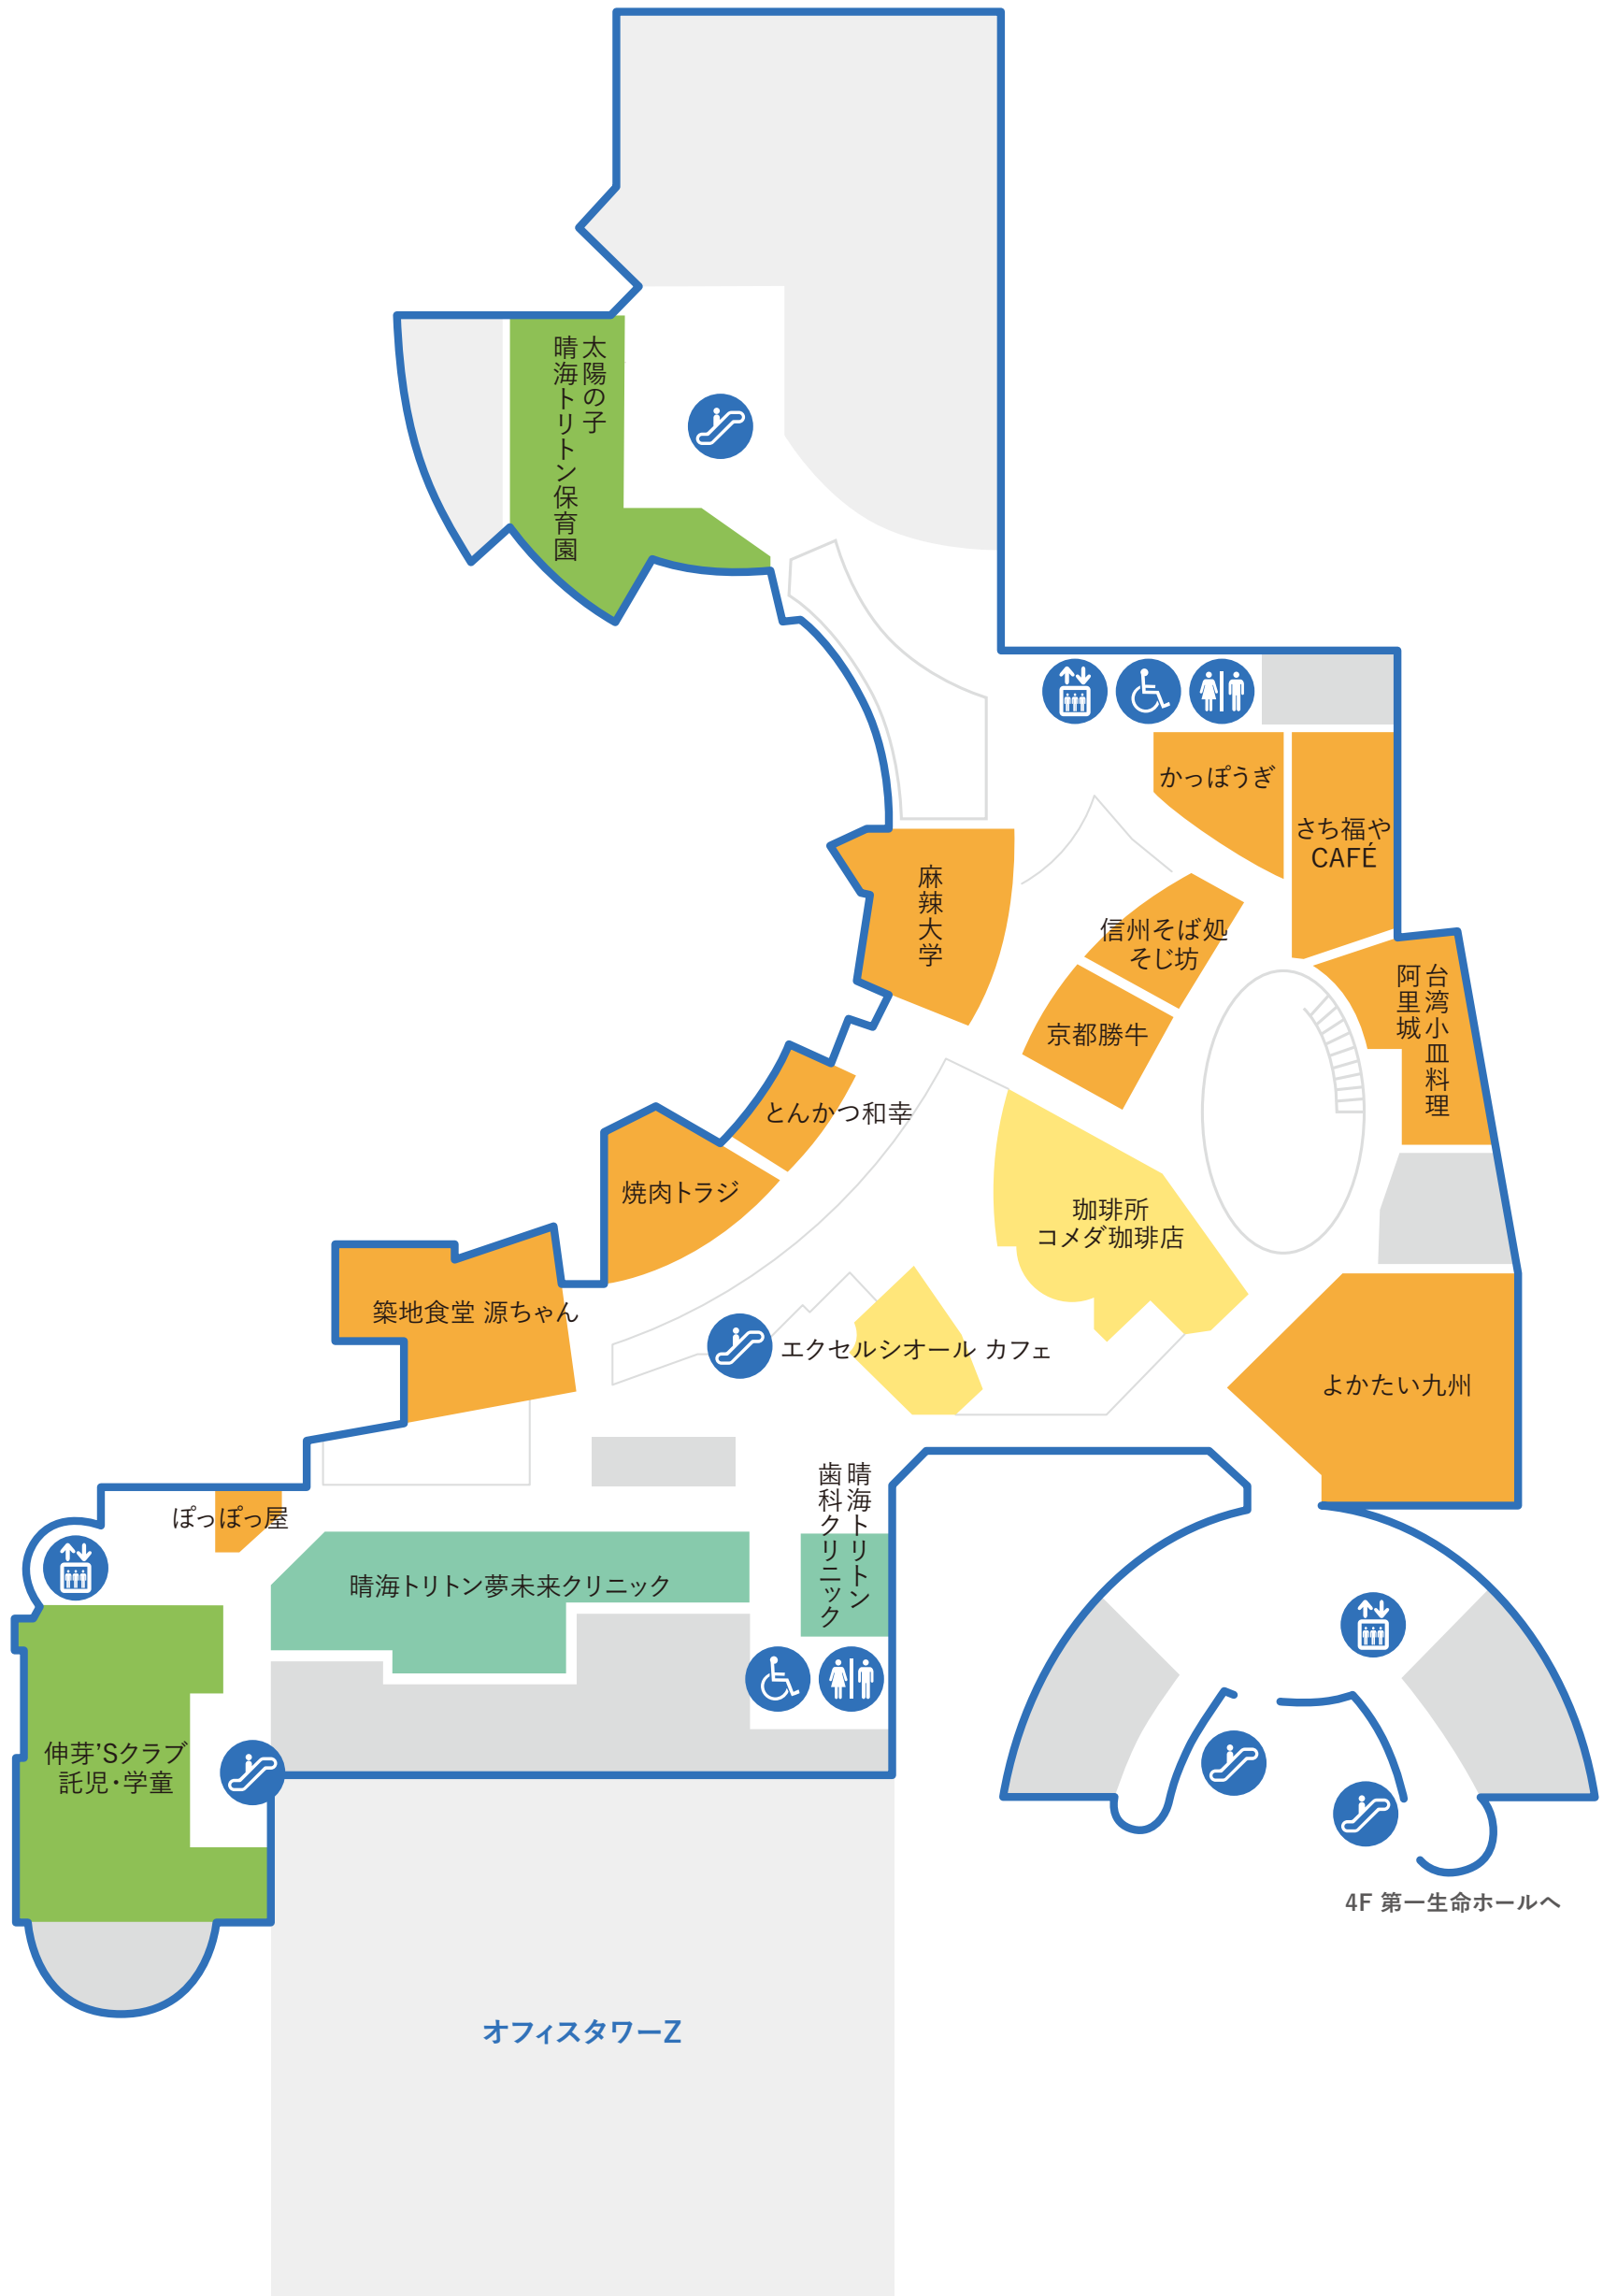 太陽の子
晴海トリトン保育園
かっぽうぎ
さち福や
CAFÉ
麻辣大学
信州そば処
そじ坊
台湾小皿料理
阿里城
京都勝牛
とんかつ和幸
焼肉トラジ
珈琲所
コメダ珈琲店
築地食堂 源ちゃん
エクセルシオール カフェ
よかたい九州
ぽっぽっ屋
晴海トリトン
歯科クリニック
晴海トリトン夢未来クリニック
伸芽’Sクラブ
託児・学童
4F 第一生命ホールへ
オフィスタワーZ